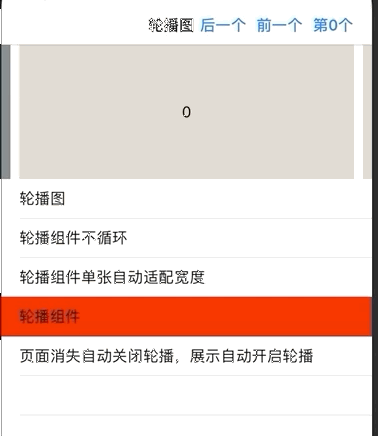 轮播图 后一个 前一个 第0个
0
轮播图
轮播组件不循环
轮播组件单张自动适配宽度
轮播组件
页面消失自动关闭轮播，展示自动开启轮播